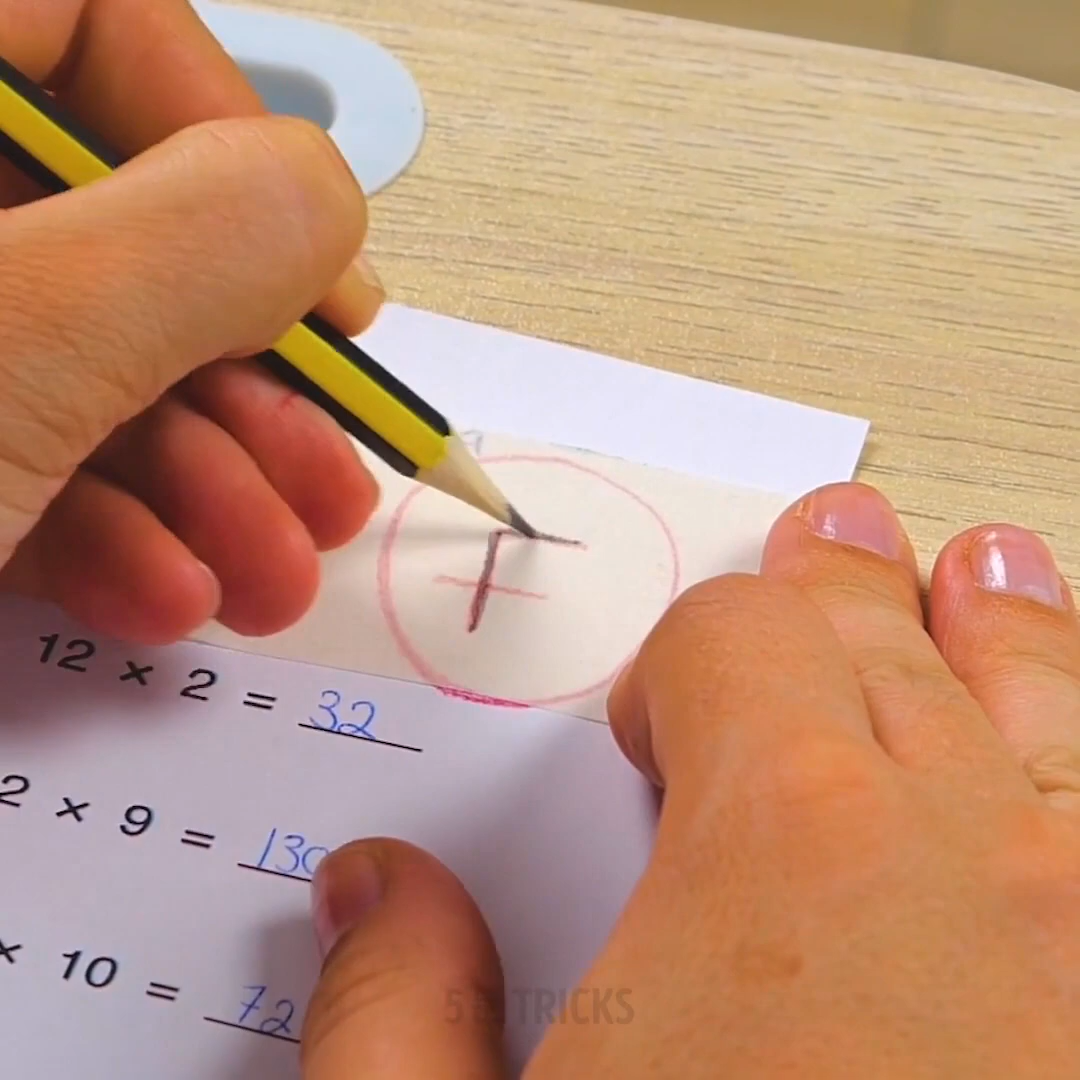 F
12 × 2 = 32
2 × 9 = 130
× 10 = 72
TRICKS